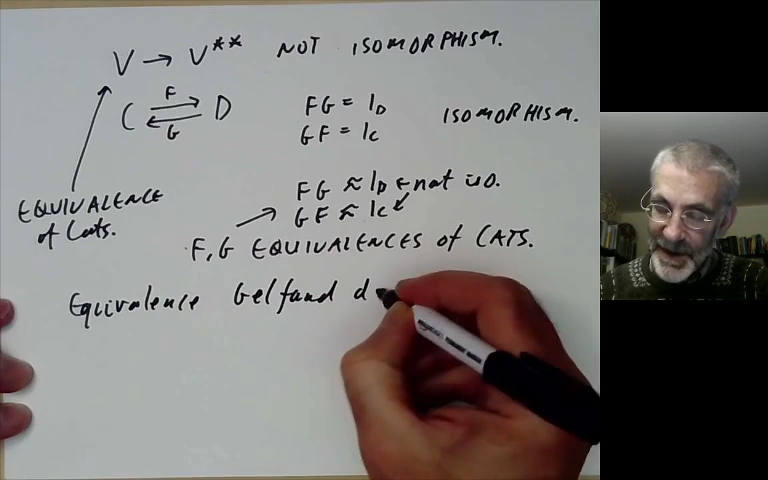 V → V** NOT ISOMORPHISM.
C F→ ←G D FG = 1D ISOMORPHISM.
GF = 1C
FG ≈ 1D ← nat iso.
GF ≈ 1C ↙
EQUIVALENCE
of Cats.
F, G EQUIVALENCES of CATS.
Equivalence Gelfand d